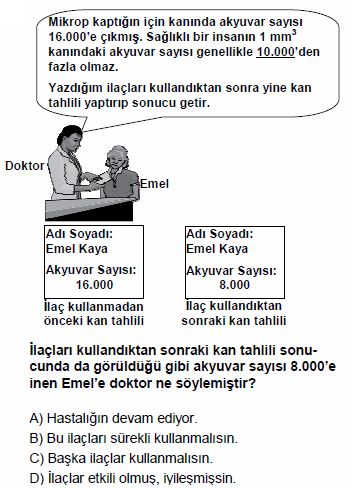 Mikrop kaptığın için kanında akyuvar sayısı
16.000'e çıkmış. Sağlıklı bir insanın 1 mm³
kanındaki akyuvar sayısı genellikle 10.000'den
fazla olmaz.
Yazdığım ilaçları kullandıktan sonra yine kan
tahlili yaptırıp sonucu getir.
Doktor
Emel
Adı Soyadı:
Emel Kaya
Akyuvar Sayısı:
16.000
İlaç kullanmadan
önceki kan tahlili
Adı Soyadı:
Emel Kaya
Akyuvar Sayısı:
8.000
İlaç kullandıktan
sonraki kan tahlili
İlaçları kullandıktan sonraki kan tahlili sonu-
cunda da görüldüğü gibi akyuvar sayısı 8.000'e
inen Emel'e doktor ne söylemiştir?
A) Hastalığın devam ediyor.
B) Bu ilaçları sürekli kullanmalısın.
C) Başka ilaçlar kullanmalısın.
D) İlaçlar etkili olmuş, iyileşmişsin.